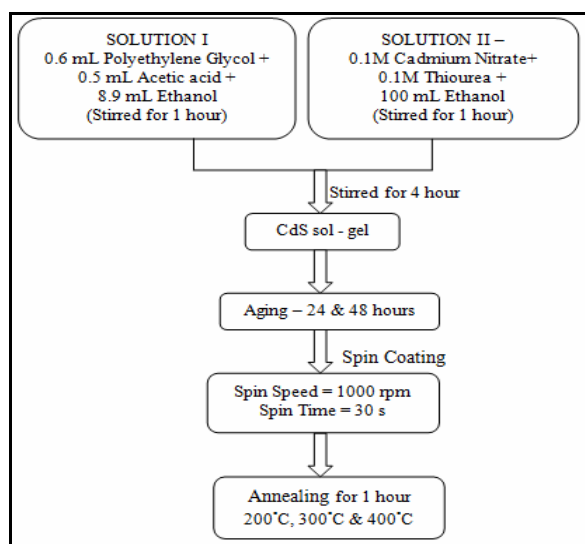 SOLUTION I
0.6 mL Polyethylene Glycol +
0.5 mL Acetic acid +
8.9 mL Ethanol
(Stirred for 1 hour)
SOLUTION II –
0.1M Cadmium Nitrate+
0.1M Thiourea +
100 mL Ethanol
(Stirred for 1 hour)
Stirred for 4 hour
CdS sol - gel
Aging – 24 & 48 hours
Spin Coating
Spin Speed = 1000 rpm
Spin Time = 30 s
Annealing for 1 hour
200˚C, 300˚C & 400˚C